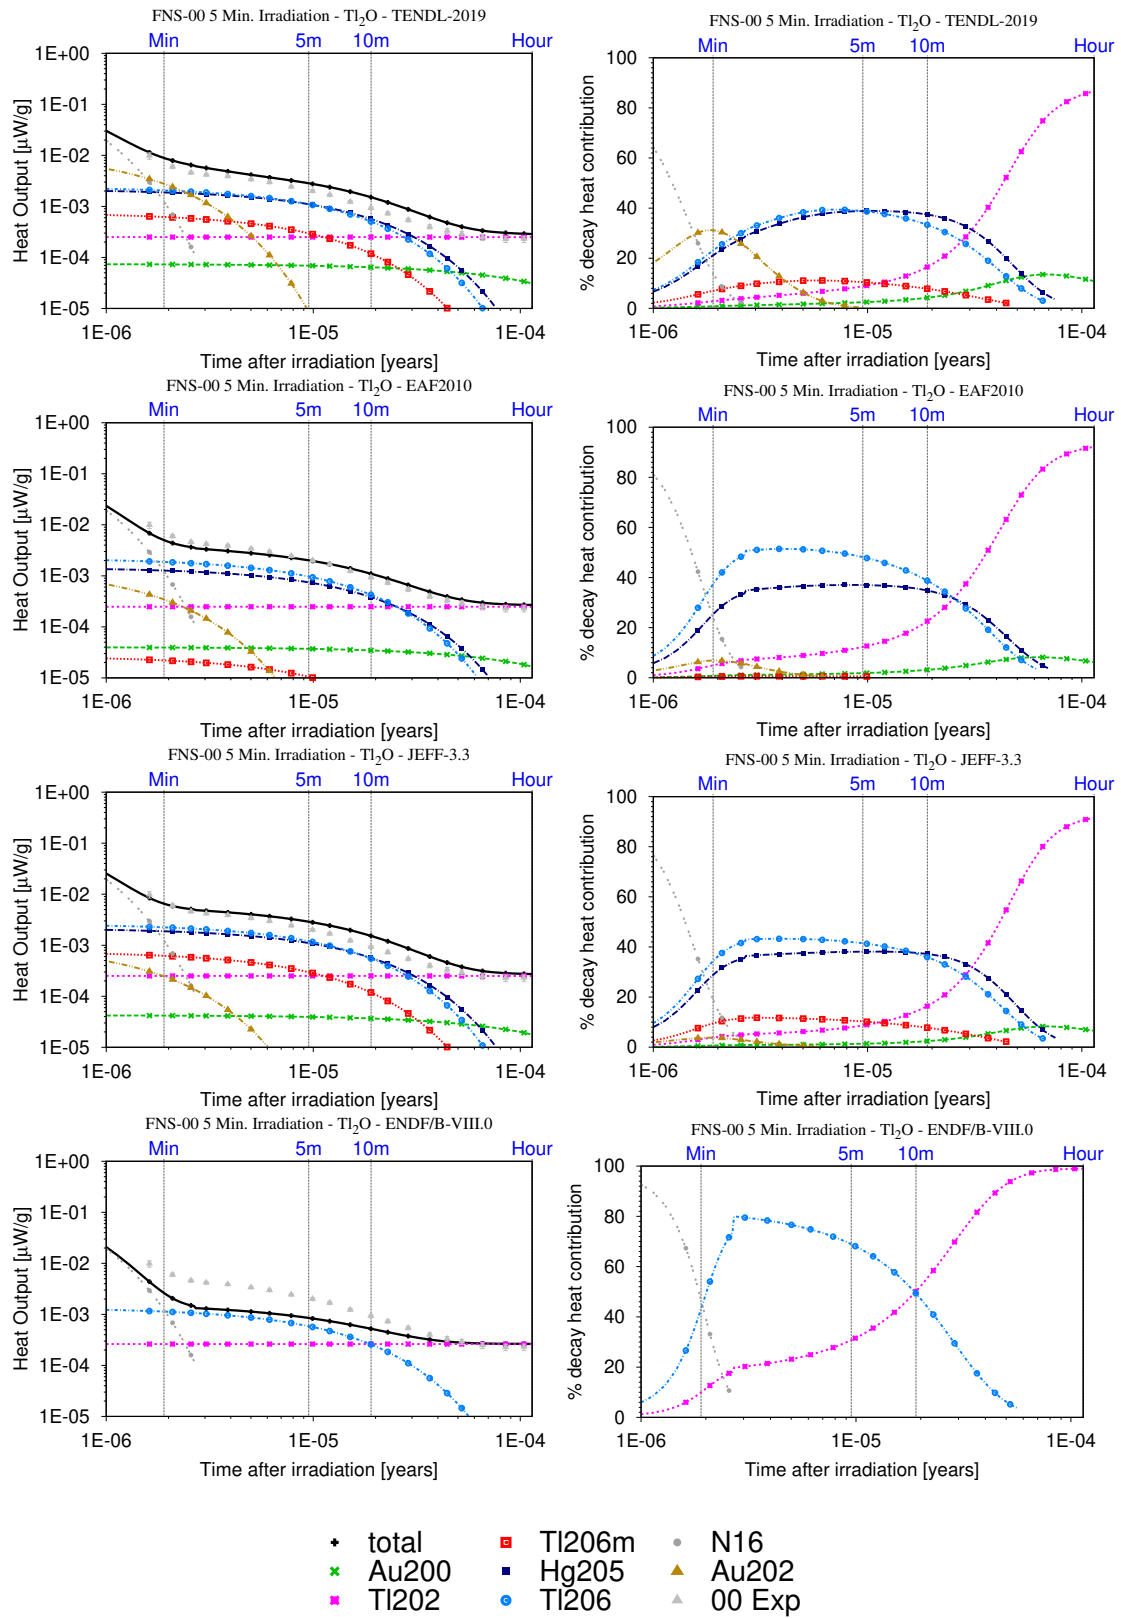 FNS-00 5 Min. Irradiation - Tl2O - TENDL-2019
Min 5m 10m Hour
Heat Output [µW/g]
1E+00
1E-01
1E-02
1E-03
1E-04
1E-05
1E-06 1E-05 1E-04
Time after irradiation [years]
FNS-00 5 Min. Irradiation - Tl2O - TENDL-2019
Min 5m 10m Hour
% decay heat contribution
100
80
60
40
20
0
1E-06 1E-05 1E-04
Time after irradiation [years]
FNS-00 5 Min. Irradiation - Tl2O - EAF2010
Min 5m 10m Hour
Heat Output [µW/g]
1E+00
1E-01
1E-02
1E-03
1E-04
1E-05
1E-06 1E-05 1E-04
Time after irradiation [years]
FNS-00 5 Min. Irradiation - Tl2O - EAF2010
Min 5m 10m Hour
% decay heat contribution
100
80
60
40
20
0
1E-06 1E-05 1E-04
Time after irradiation [years]
FNS-00 5 Min. Irradiation - Tl2O - JEFF-3.3
Min 5m 10m Hour
Heat Output [µW/g]
1E+00
1E-01
1E-02
1E-03
1E-04
1E-05
1E-06 1E-05 1E-04
Time after irradiation [years]
FNS-00 5 Min. Irradiation - Tl2O - JEFF-3.3
Min 5m 10m Hour
% decay heat contribution
100
80
60
40
20
0
1E-06 1E-05 1E-04
Time after irradiation [years]
FNS-00 5 Min. Irradiation - Tl2O - ENDF/B-VIII.0
Min 5m 10m Hour
Heat Output [µW/g]
1E+00
1E-01
1E-02
1E-03
1E-04
1E-05
1E-06 1E-05 1E-04
Time after irradiation [years]
FNS-00 5 Min. Irradiation - Tl2O - ENDF/B-VIII.0
Min 5m 10m Hour
% decay heat contribution
100
80
60
40
20
0
1E-06 1E-05 1E-04
Time after irradiation [years]
total Tl206m N16
Au200 Hg205 Au202
Tl202 Tl206 00 Exp